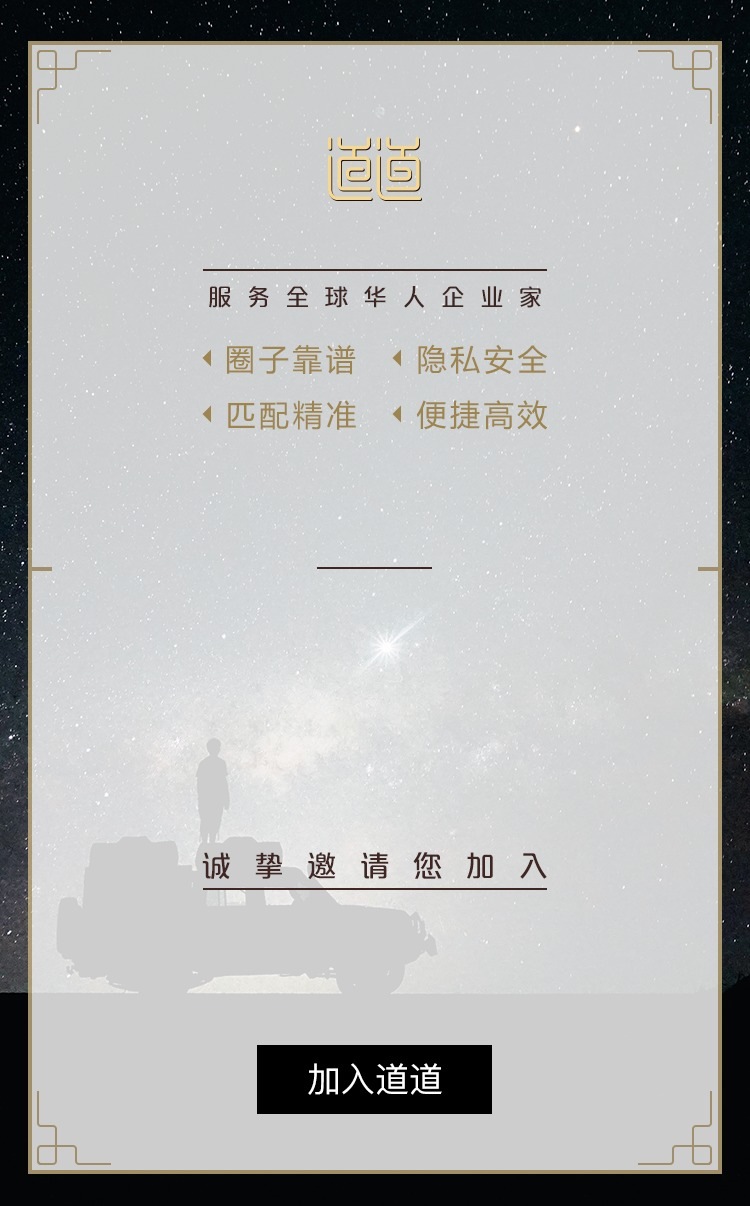 道道
服务全球华人企业家
圈子靠谱 隐私安全
匹配精准 便捷高效
诚挚邀请您加入
加入道道